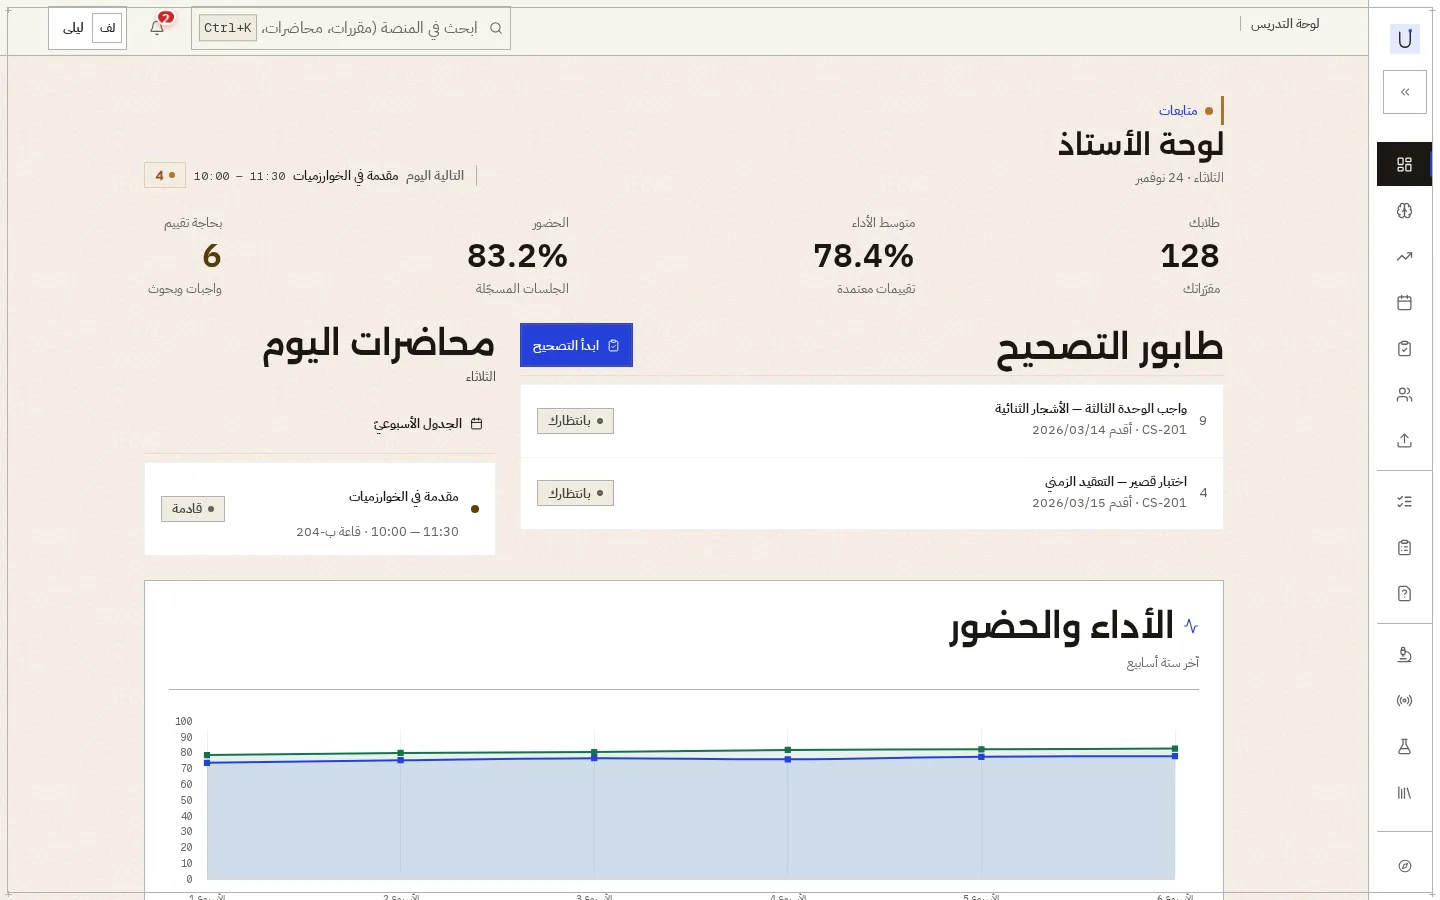 لوحة التدريس
ابحث في المنصة (مقررات، محاضرات،
Ctrl+K
2
لف
ليلى
متابعات
لوحة الأستاذ
الثلاثاء · 24 نوفمبر
التالية اليوم
مقدمة في الخوارزميات
10:00 – 11:30
4
طلابك
128
مقرّراتك
متوسط الأداء
78.4%
تقييمات معتمدة
الحضور
83.2%
الجلسات المسجّلة
بحاجة تقييم
6
واجبات وبحوث
طابور التصحيح
ابدأ التصحيح
9
واجب الوحدة الثالثة — الأشجار الثنائية
CS-201 · أقدم 2026/03/14
بانتظارك
4
اختبار قصير — التعقيد الزمني
CS-201 · أقدم 2026/03/15
بانتظارك
محاضرات اليوم
الثلاثاء
الجدول الأسبوعيّ
مقدمة في الخوارزميات
10:00 — 11:30 · قاعة ب-204
قادمة
الأداء والحضور
آخر ستة أسابيع
100
90
80
70
60
50
40
30
20
10
0